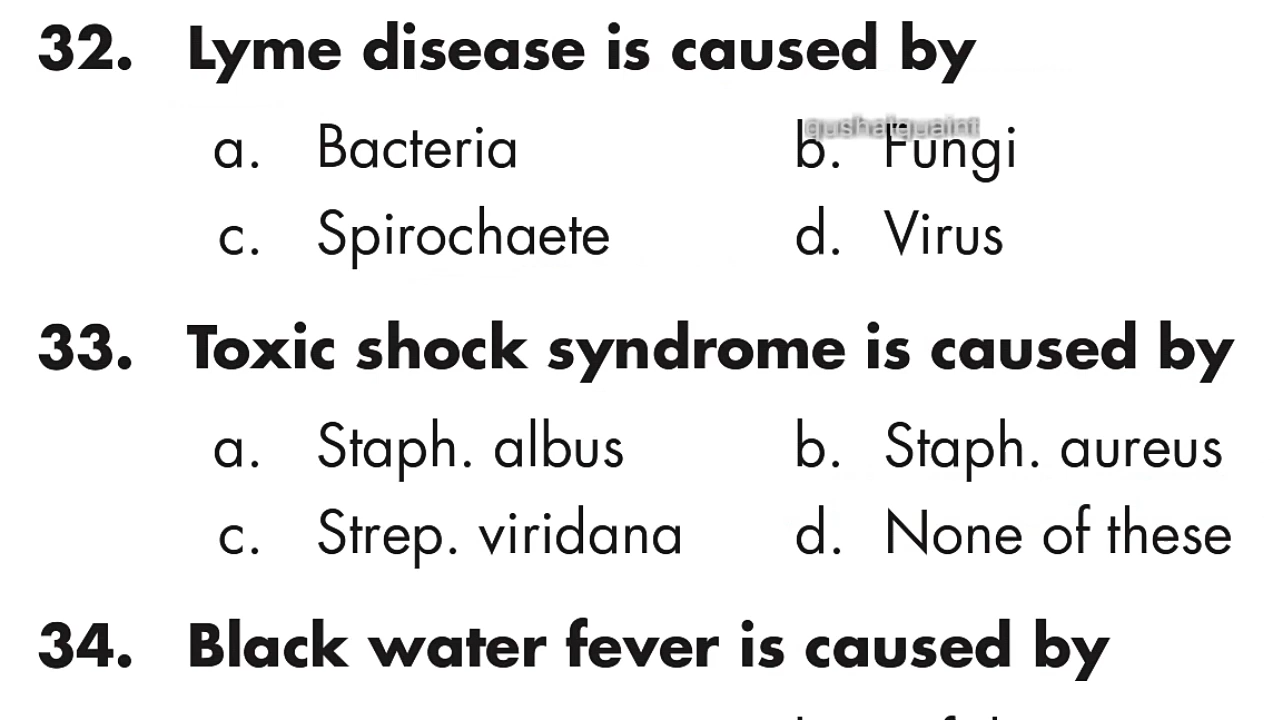 32. Lyme disease is caused by
a. Bacteria b. Fungi
c. Spirochaete d. Virus
33. Toxic shock syndrome is caused by
a. Staph. albus b. Staph. aureus
c. Strep. viridana d. None of these
34. Black water fever is caused by